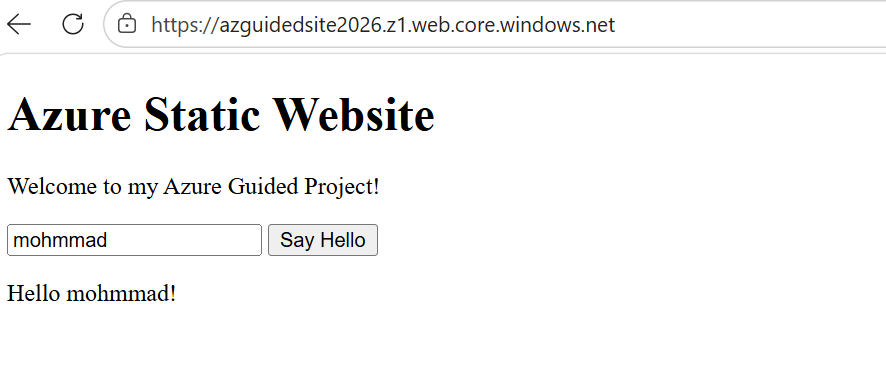 https://azguidedsite2026.z1.web.core.windows.net
Azure Static Website
Welcome to my Azure Guided Project!
mohmmad Say Hello
Hello mohmmad!